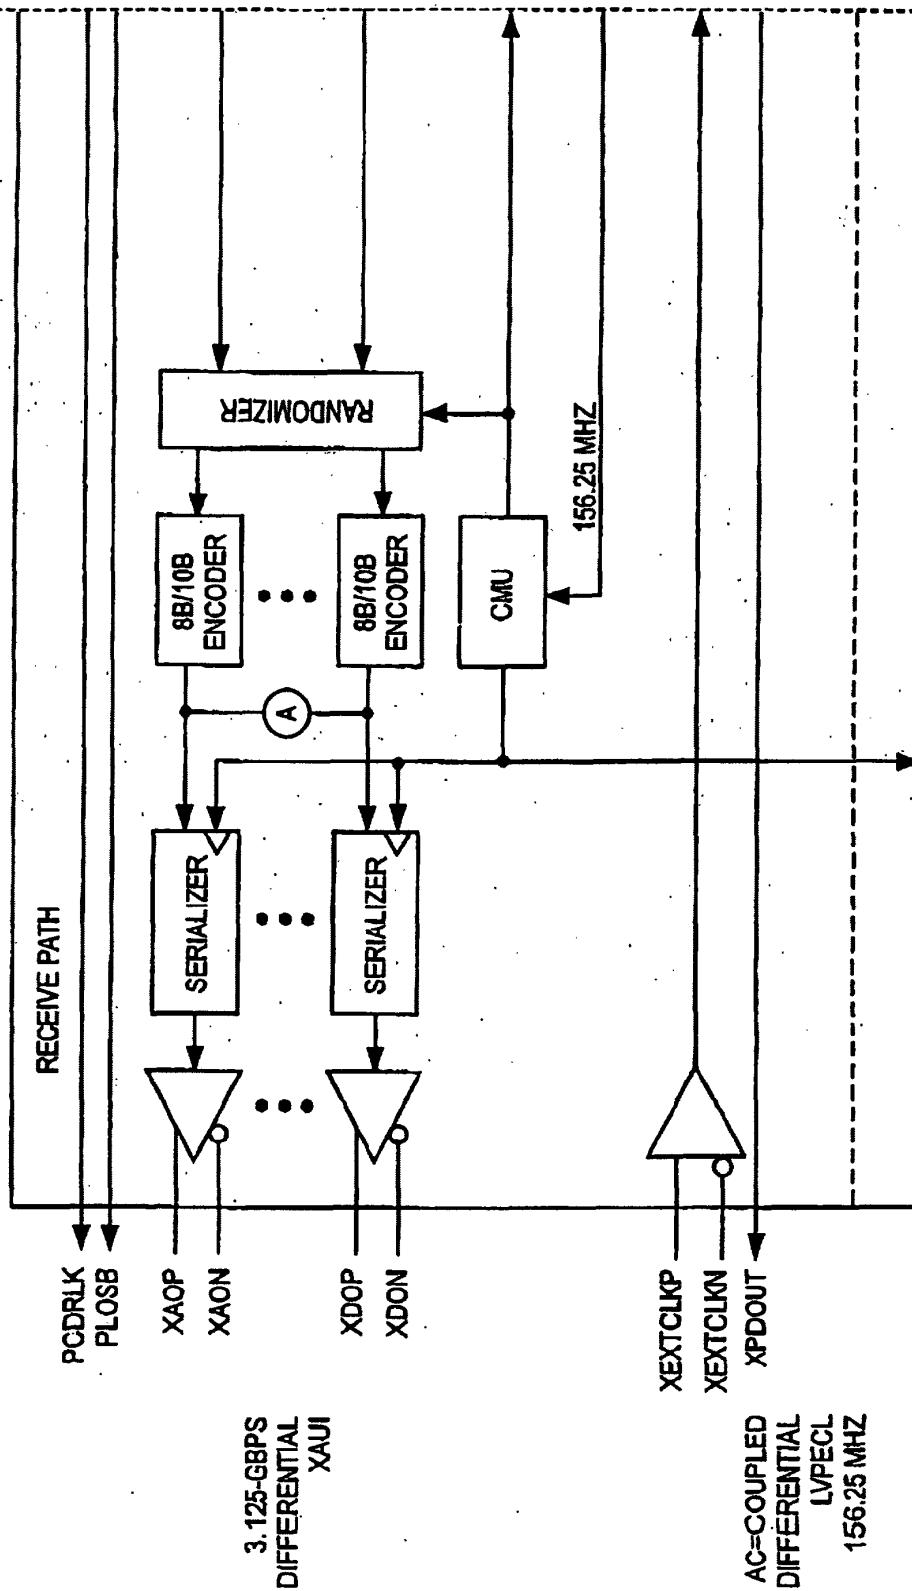 RECEIVE PATH
PCDRLK
PLOSB
XAOP
XAON
XDOP
XDON
3.125-GBPS
DIFFERENTIAL
XAUI
SERIALIZER
SERIALIZER
A
8B/10B
ENCODER
8B/10B
ENCODER
RANDOMIZER
CMU
156.25 MHZ
XEXTCLKP
XEXTCLKN
XPDOUT
AC=COUPLED
DIFFERENTIAL
LVPECL
156.25 MHZ